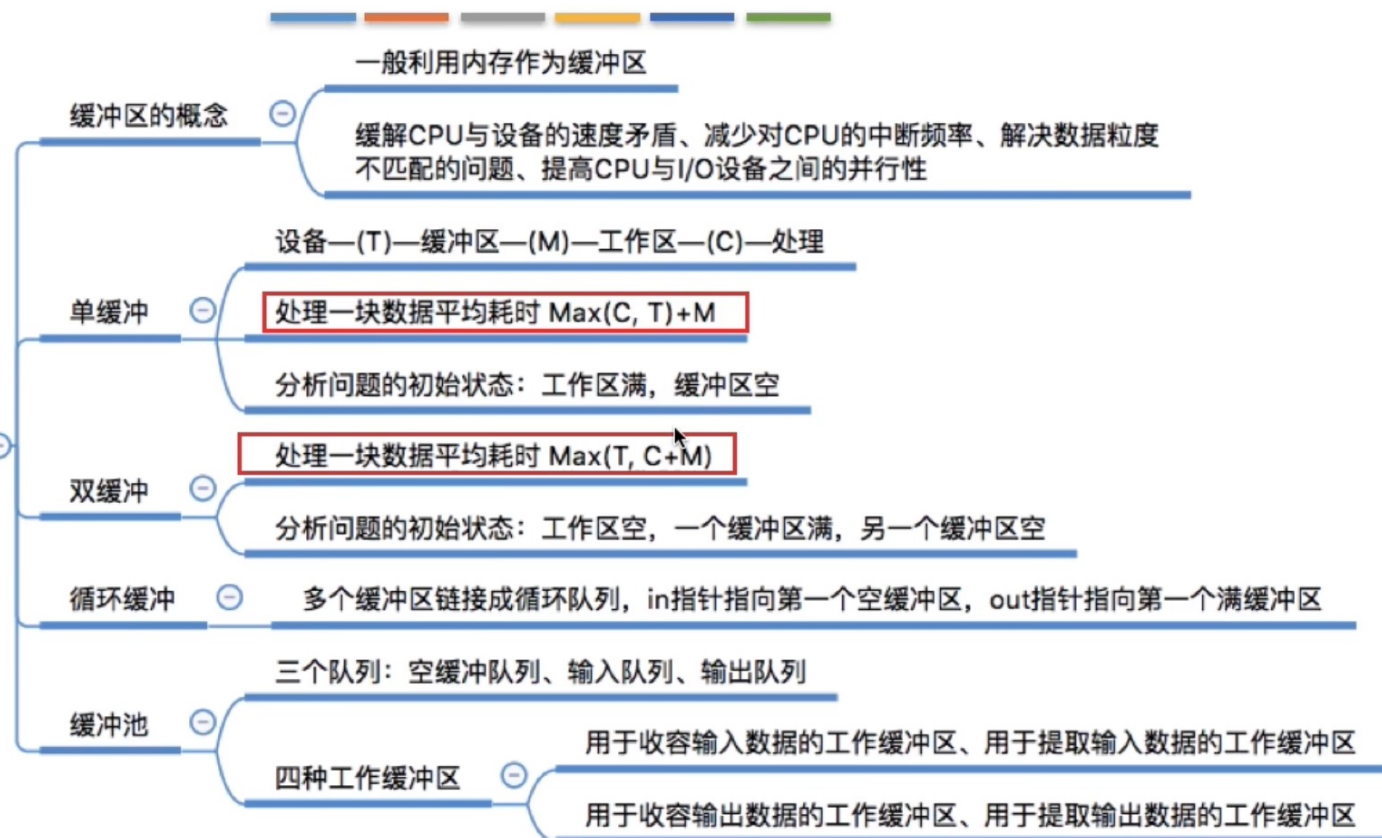 一般利用内存作为缓冲区
缓冲区的概念
缓解CPU与设备的速度矛盾、减少对CPU的中断频率、解决数据粒度
不匹配的问题、提高CPU与I/O设备之间的并行性
设备—(T)—缓冲区—(M)—工作区—(C)—处理
单缓冲
处理一块数据平均耗时 Max(C, T)+M
分析问题的初始状态：工作区满，缓冲区空
处理一块数据平均耗时 Max(T, C+M)
双缓冲
分析问题的初始状态：工作区空，一个缓冲区满，另一个缓冲区空
循环缓冲
多个缓冲区链接成循环队列，in指针指向第一个空缓冲区，out指针指向第一个满缓冲区
三个队列：空缓冲队列、输入队列、输出队列
缓冲池
用于收容输入数据的工作缓冲区、用于提取输入数据的工作缓冲区
四种工作缓冲区
用于收容输出数据的工作缓冲区、用于提取输出数据的工作缓冲区